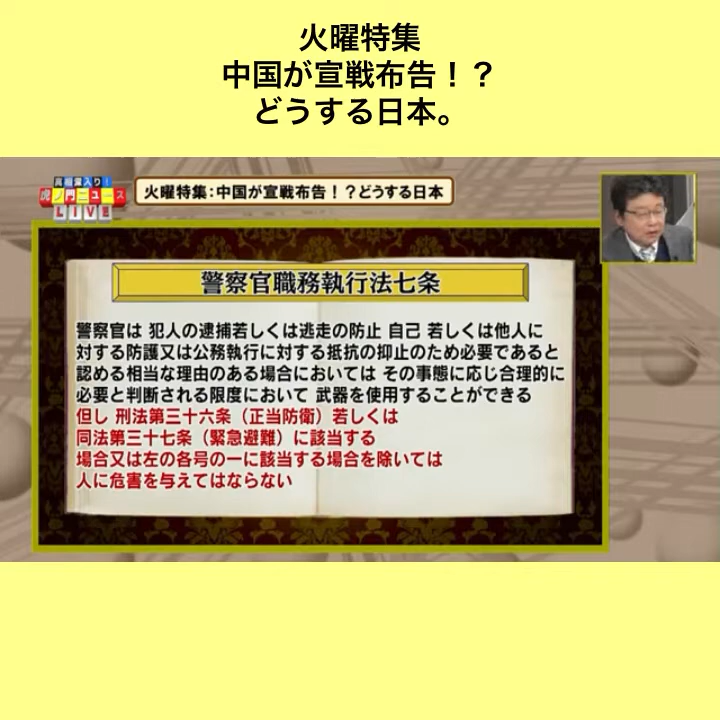 火曜特集
中国が宣戦布告！？
どうする日本。
真相深入り！
虎ノ門ニュース
LIVE
火曜特集:中国が宣戦布告！？どうする日本
警察官職務執行法七条
警察官は 犯人の逮捕若しくは逃走の防止 自己 若しくは他人に
対する防護又は公務執行に対する抵抗の抑止のため必要であると
認める相当な理由のある場合においては その事態に応じ合理的に
必要と判断される限度において 武器を使用することができる
但し 刑法第三十六条（正当防衛）若しくは
同法第三十七条（緊急避難）に該当する
場合又は左の各号の一に該当する場合を除いては
人に危害を与えてはならない